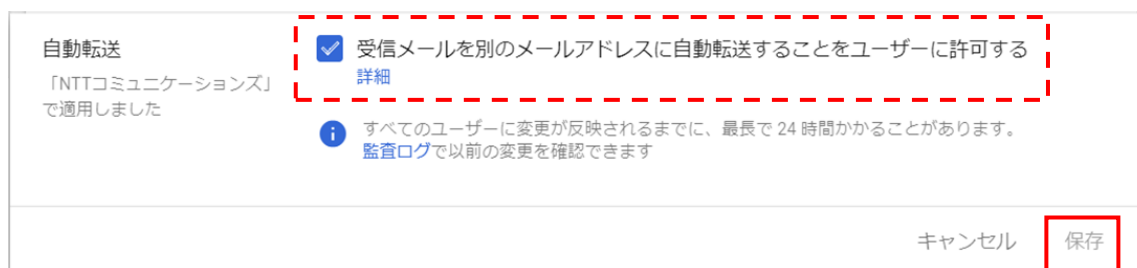 自動転送
「NTTコミュニケーションズ」
で適用しました
受信メールを別のメールアドレスに自動転送することをユーザーに許可する
詳細
すべてのユーザーに変更が反映されるまでに、最長で 24 時間かかることがあります。
監査ログで以前の変更を確認できます
キャンセル
保存